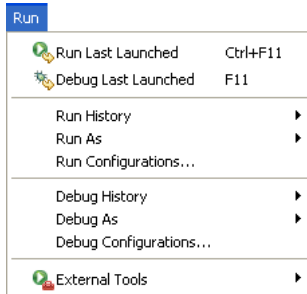 Run
Run Last Launched Ctrl+F11
Debug Last Launched F11
Run History
Run As
Run Configurations...
Debug History
Debug As
Debug Configurations...
External Tools